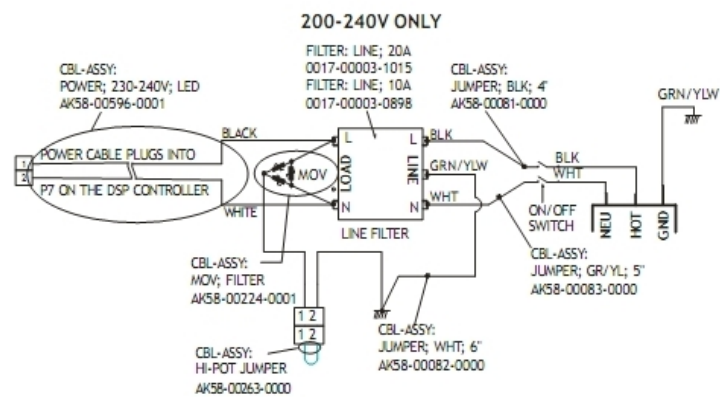 200-240V ONLY
FILTER: LINE; 20A
0017-00003-1015
FILTER: LINE; 10A
0017-00003-0898
CBL-ASSY:
POWER; 230-240V; LED
AK58-00596-0001
CBL-ASSY:
JUMPER; BLK; 4"
AK58-00081-0000
GRN/YLW
BLACK
L
L
BLK
1
2
POWER CABLE PLUGS INTO
P7 ON THE DSP CONTROLLER
MOV
LOAD
LINE
GRN/YLW
BLK
WHT
WHITE
N
N
WHT
LINE FILTER
ON/OFF
SWITCH
NEU
HOT
GND
CBL-ASSY:
MOV; FILTER
AK58-00224-0001
CBL-ASSY:
JUMPER; GR/YL; 5"
AK58-00083-0000
1 2
1 2
CBL-ASSY:
JUMPER; WHT; 6"
AK58-00082-0000
CBL-ASSY:
HI-POT JUMPER
AK58-00263-0000